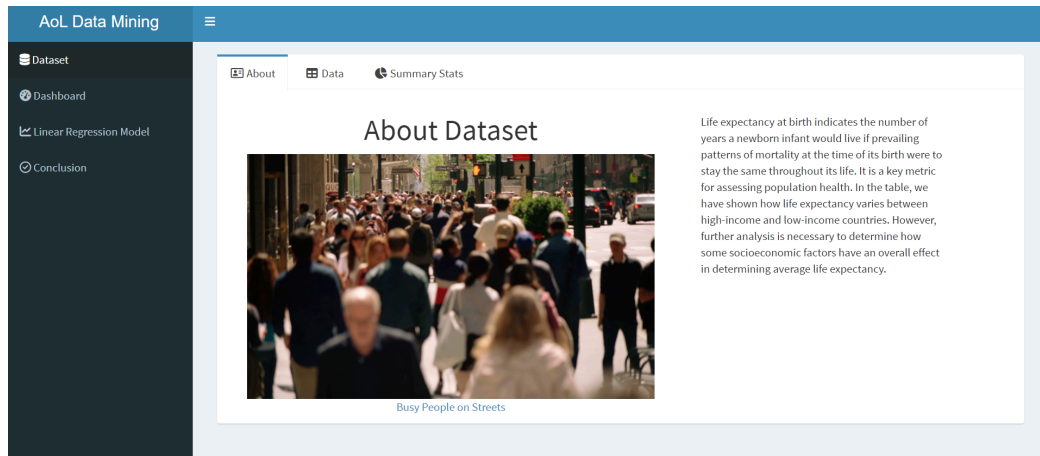 AoL Data Mining
Dataset
Dashboard
Linear Regression Model
Conclusion
About
Data
Summary Stats
About Dataset
Busy People on Streets
Life expectancy at birth indicates the number of
years a newborn infant would live if prevailing
patterns of mortality at the time of its birth were to
stay the same throughout its life. It is a key metric
for assessing population health. In the table, we
have shown how life expectancy varies between
high-income and low-income countries. However,
further analysis is necessary to determine how
some socioeconomic factors have an overall effect
in determining average life expectancy.